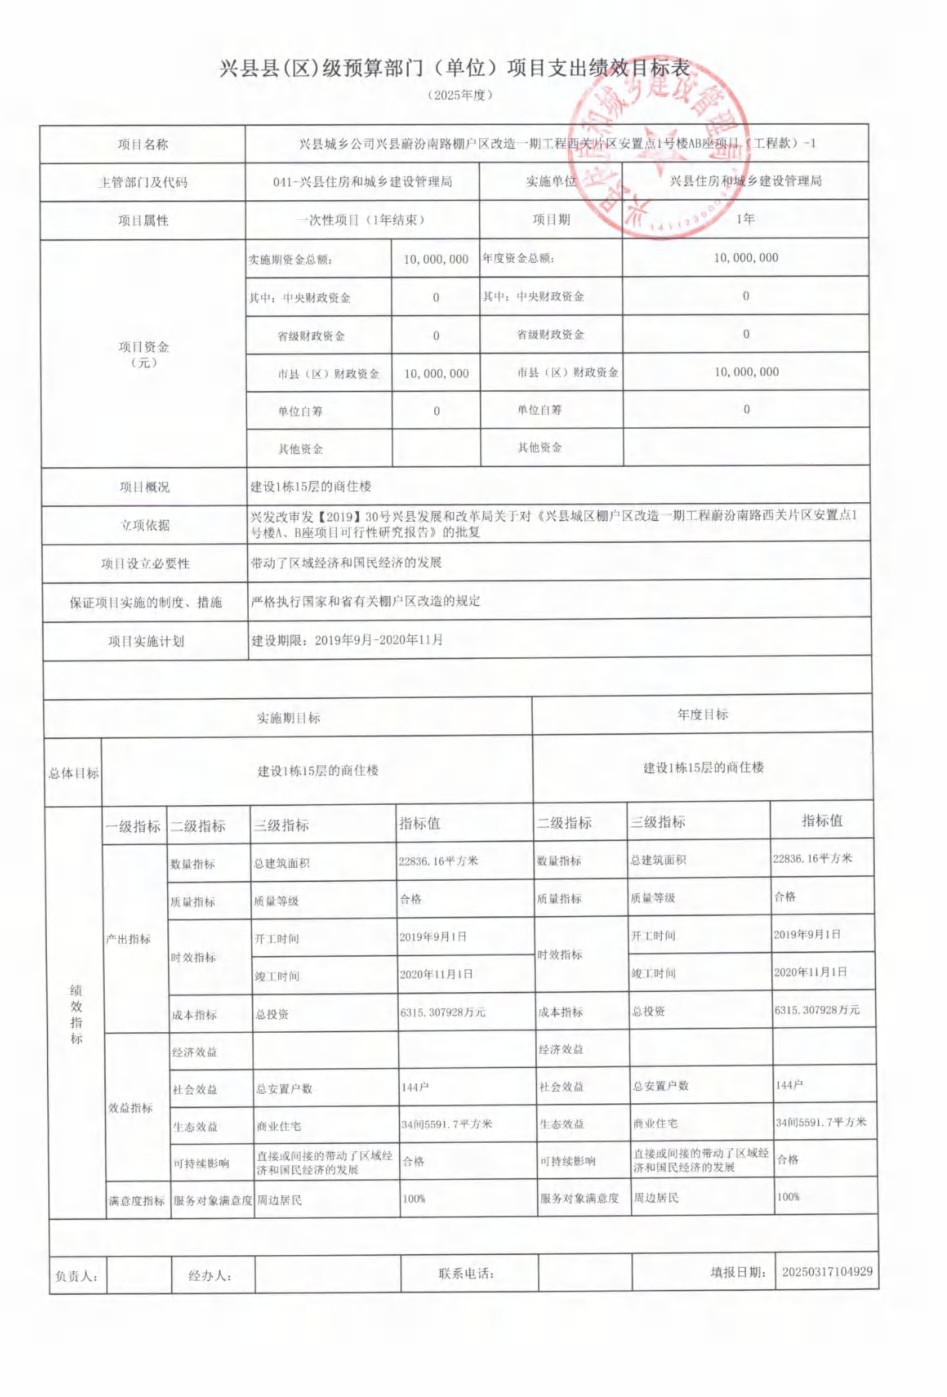 兴县县(区)级预算部门（单位）项目支出绩效目标表
（2025年度）
项目名称 兴县城乡公司兴县蔚汾南路棚户区改造一期工程西关片区安置点1号楼AB座项目（工程款）-1
主管部门及代码 041-兴县住房和城乡建设管理局 实施单位 兴县住房和城乡建设管理局
项目属性 一次性项目（1年结束） 项目期 1年
项目资金
（元）
实施期资金总额： 10,000,000 年度资金总额： 10,000,000
其中：中央财政资金 0 其中：中央财政资金 0
省级财政资金 0 省级财政资金 0
市县（区）财政资金 10,000,000 市县（区）财政资金 10,000,000
单位自筹 0 单位自筹 0
其他资金 其他资金
项目概况 建设1栋15层的商住楼
立项依据 兴发改审发【2019】30号兴县发展和改革局关于对《兴县城区棚户区改造一期工程蔚汾南路西关片区安置点1
号楼A、B座项目可行性研究报告》的批复
项目设立必要性 带动了区域经济和国民经济的发展
保证项目实施的制度、措施 严格执行国家和省有关棚户区改造的规定
项目实施计划 建设期限：2019年9月-2020年11月
实施期目标 年度目标
总体目标 建设1栋15层的商住楼 建设1栋15层的商住楼
绩效指标
一级指标 二级指标 三级指标 指标值 二级指标 三级指标 指标值
产出指标
数量指标 总建筑面积 22836.16平方米 数量指标 总建筑面积 22836.16平方米
质量指标 质量等级 合格 质量指标 质量等级 合格
时效指标 开工时间 2019年9月1日 时效指标 开工时间 2019年9月1日
竣工时间 2020年11月1日 竣工时间 2020年11月1日
成本指标 总投资 6315.307928万元 成本指标 总投资 6315.307928万元
效益指标
经济效益 经济效益
社会效益 总安置户数 144户 社会效益 总安置户数 144户
生态效益 商业住宅 34间5591.7平方米 生态效益 商业住宅 34间5591.7平方米
可持续影响 直接或间接的带动了区域经 合格 可持续影响 直接或间接的带动了区域经 合格
济和国民经济的发展 济和国民经济的发展
满意度指标 服务对象满意度 周边居民 100% 服务对象满意度 周边居民 100%
负责人： 经办人： 联系电话： 填报日期： 20250317104929
兴县住房和城乡建设管理局